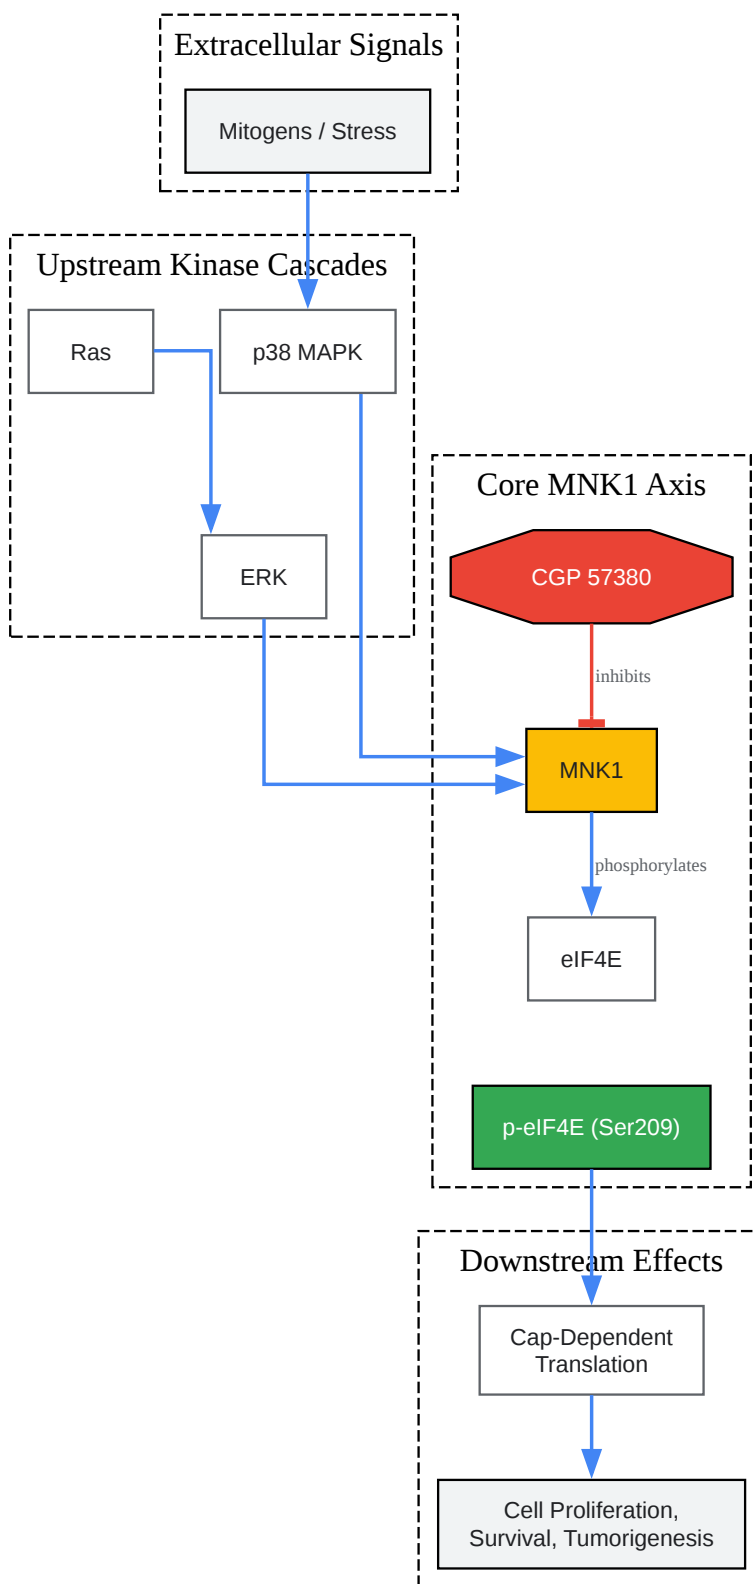 Extracellular Signals
Mitogens / Stress
Upstream Kinase Cascades
Ras
p38 MAPK
ERK
Core MNK1 Axis
CGP 57380
inhibits
MNK1
phosphorylates
eIF4E
p-eIF4E (Ser209)
Downstream Effects
Cap-Dependent
Translation
Cell Proliferation,
Survival, Tumorigenesis